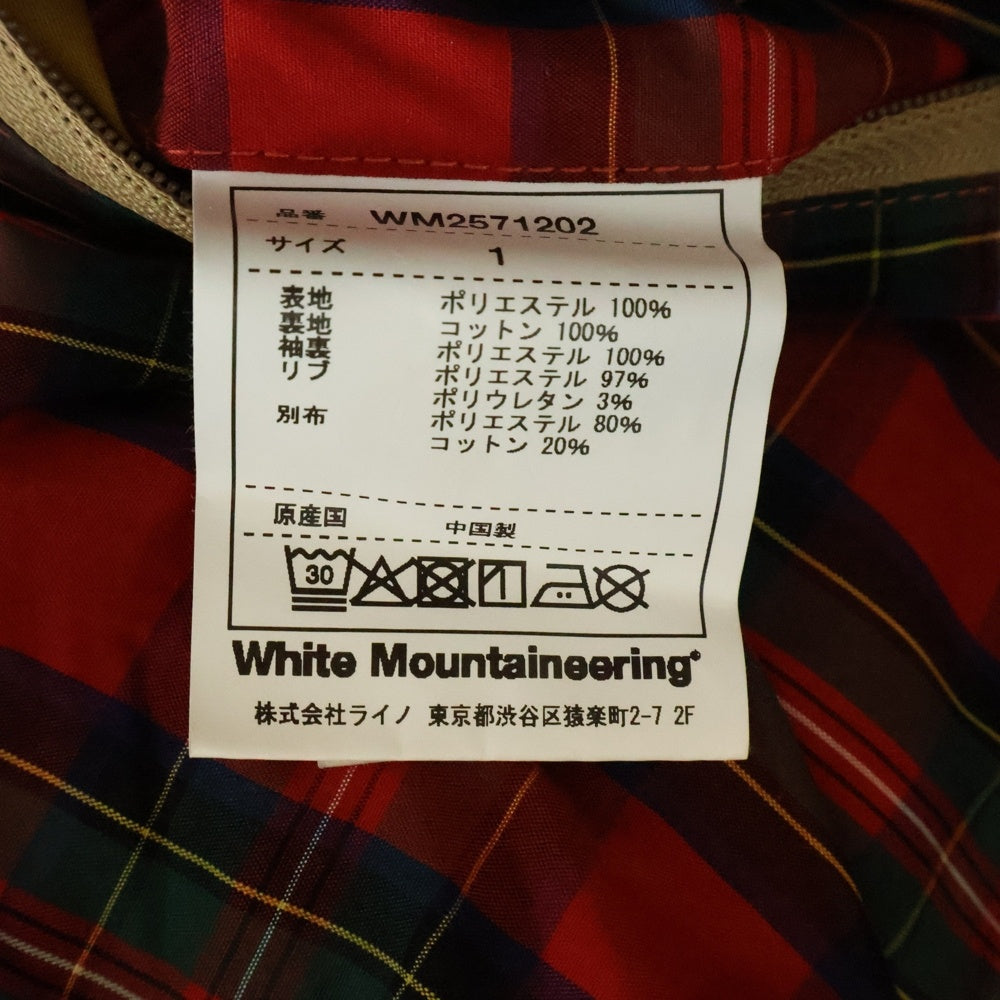 品番 WM2571202
サイズ 1
表地 ポリエステル 100%
裏地 コットン 100%
袖裏 ポリエステル 100%
リブ ポリエステル 97%
ポリウレタン 3%
別布 ポリエステル 80%
コットン 20%
原産国 中国製
30
White Mountaineering®
株式会社ライノ 東京都渋谷区猿楽町2-7 2F